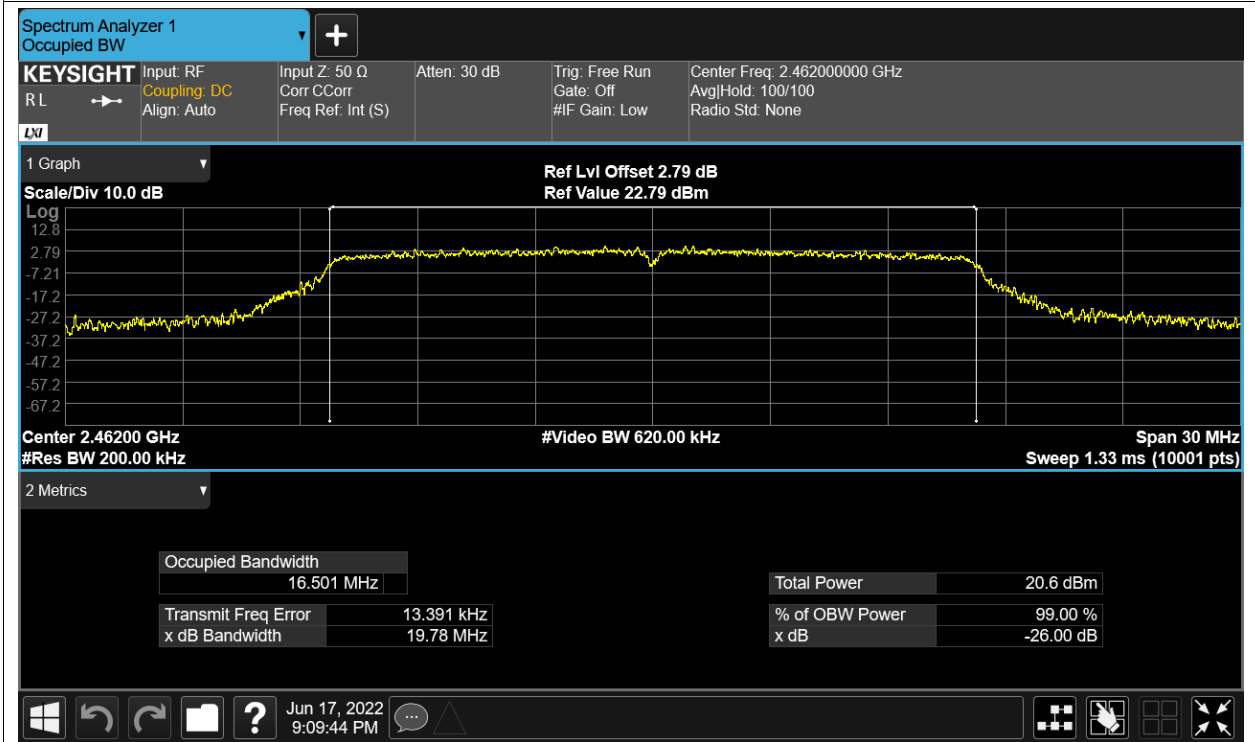 Spectrum Analyzer 1
Occupied BW
▼
+
KEYSIGHT
R L
LXI
Input: RF
Coupling: DC
Align: Auto
Input Z: 50 Ω
Corr CCorr
Freq Ref: Int (S)
Atten: 30 dB
Trig: Free Run
Gate: Off
#IF Gain: Low
Center Freq: 2.462000000 GHz
Avg|Hold: 100/100
Radio Std: None
1 Graph ▼
Scale/Div 10.0 dB
Ref Lvl Offset 2.79 dB
Ref Value 22.79 dBm
Log
12.8
2.79
-7.21
-17.2
-27.2
-37.2
-47.2
-57.2
-67.2
Center 2.46200 GHz
#Res BW 200.00 kHz
#Video BW 620.00 kHz
Span 30 MHz
Sweep 1.33 ms (10001 pts)
2 Metrics ▼
Occupied Bandwidth
16.501 MHz
Transmit Freq Error 13.391 kHz
x dB Bandwidth 19.78 MHz
Total Power 20.6 dBm
% of OBW Power 99.00 %
x dB -26.00 dB
?
Jun 17, 2022
9:09:44 PM